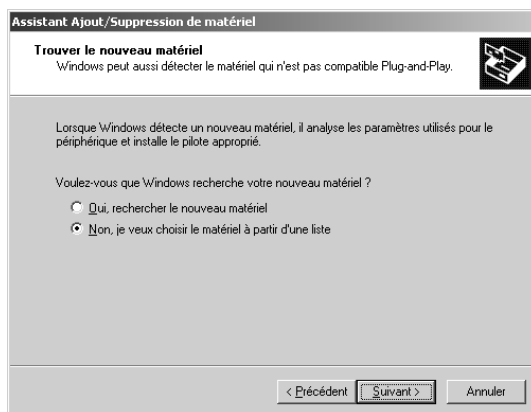 Assistant Ajout/Suppression de matériel
Trouver le nouveau matériel
Windows peut aussi détecter le matériel qui n'est pas compatible Plug-and-Play.
Lorsque Windows détecte un nouveau matériel, il analyse les paramètres utilisés pour le
périphérique et installe le pilote approprié.
Voulez-vous que Windows recherche votre nouveau matériel ?
Oui, rechercher le nouveau matériel
Non, je veux choisir le matériel à partir d'une liste
< Précédent Suivant > Annuler